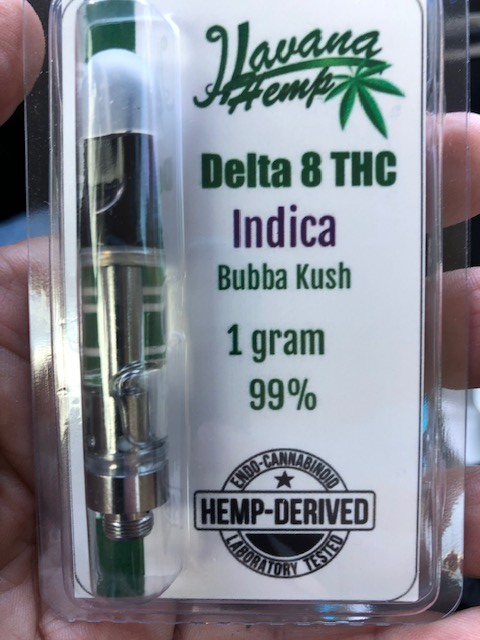 Havana
Hemp
Delta 8 THC
Indica
Bubba Kush
1 gram
99%
ENDO-CANNABINOID
HEMP-DERIVED
LABORATORY TESTED